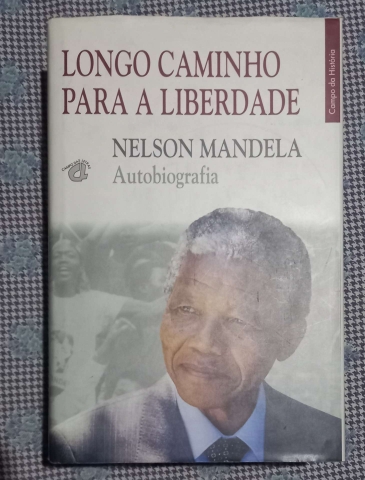 LONGO CAMINHO
PARA A LIBERDADE
Campo da História
NELSON MANDELA
Autobiografia